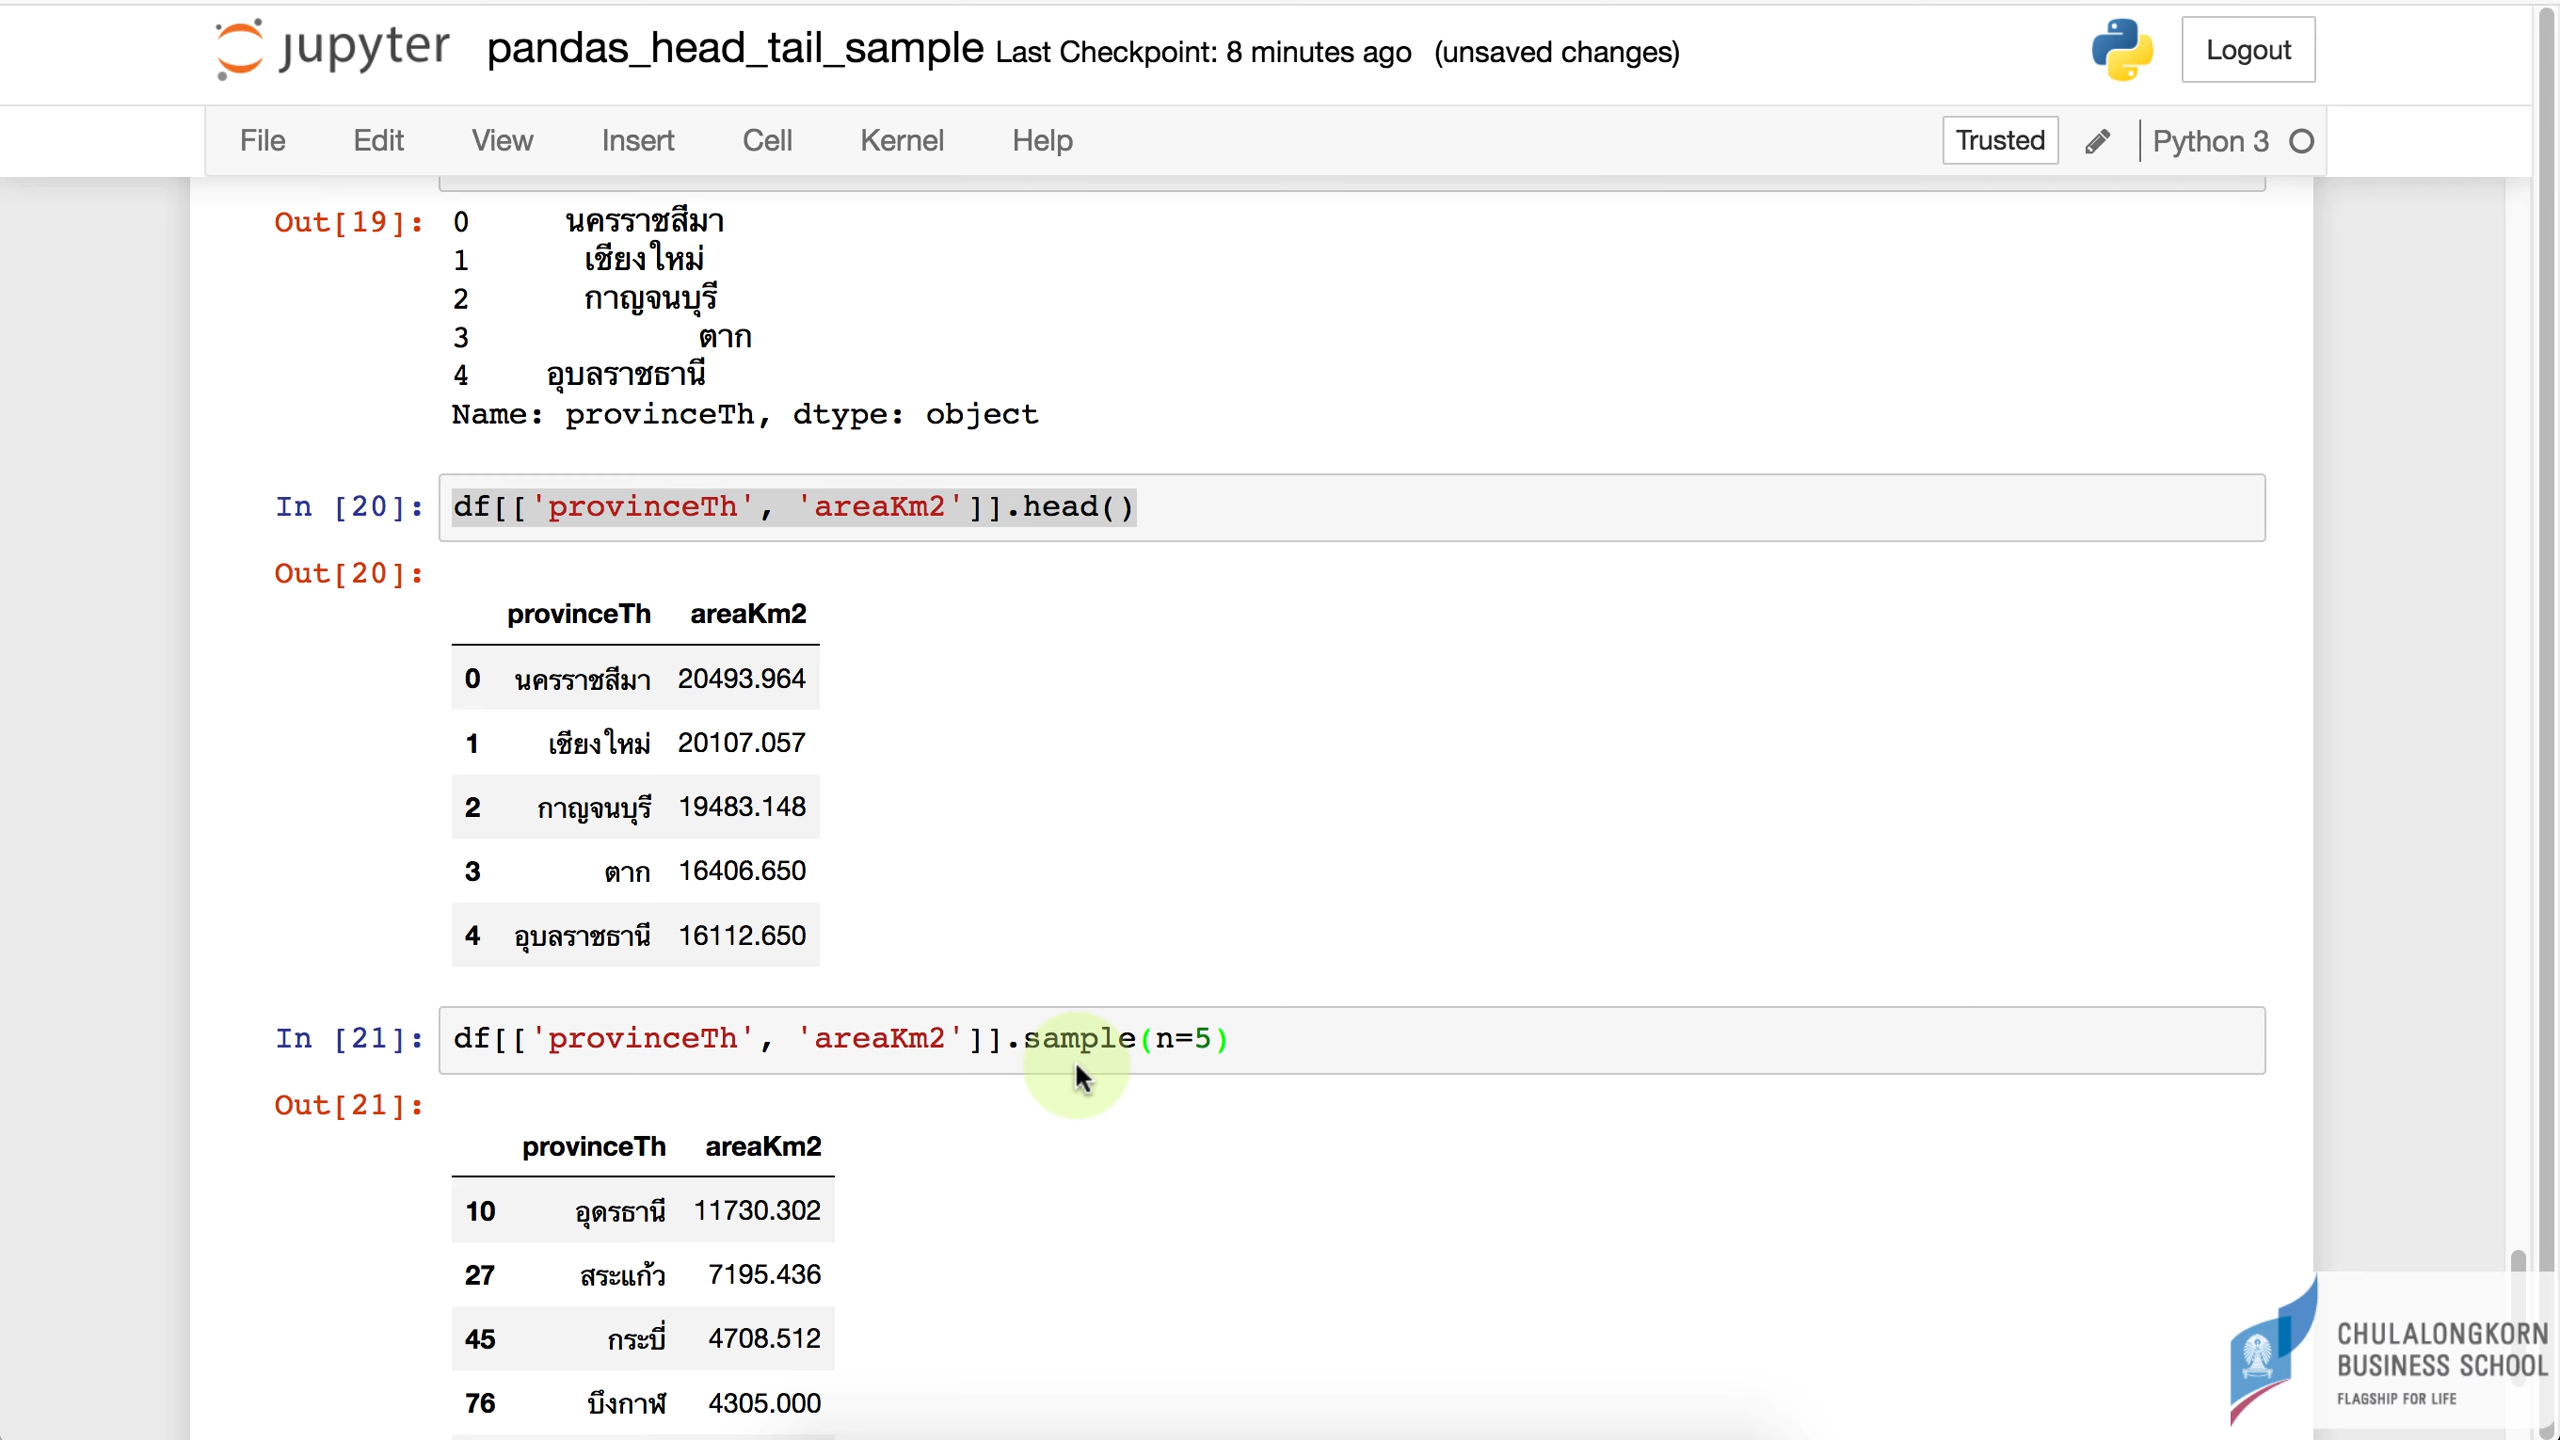 jupyter pandas_head_tail_sample Last Checkpoint: 8 minutes ago (unsaved changes) Logout
File Edit View Insert Cell Kernel Help Trusted Python 3
Out[19]: 0 นครราชสีมา
1 เชียงใหม่
2 กาญจนบุรี
3 ตาก
4 อุบลราชธานี
Name: provinceTh, dtype: object
In [20]: df[['provinceTh', 'areaKm2']].head()
Out[20]:
provinceTh areaKm2
0 นครราชสีมา 20493.964
1 เชียงใหม่ 20107.057
2 กาญจนบุรี 19483.148
3 ตาก 16406.650
4 อุบลราชธานี 16112.650
In [21]: df[['provinceTh', 'areaKm2']].sample(n=5)
Out[21]:
provinceTh areaKm2
10 อุดรธานี 11730.302
27 สระแก้ว 7195.436
45 กระบี่ 4708.512
76 บึงกาฬ 4305.000
CHULALONGKORN
BUSINESS SCHOOL
FLAGSHIP FOR LIFE